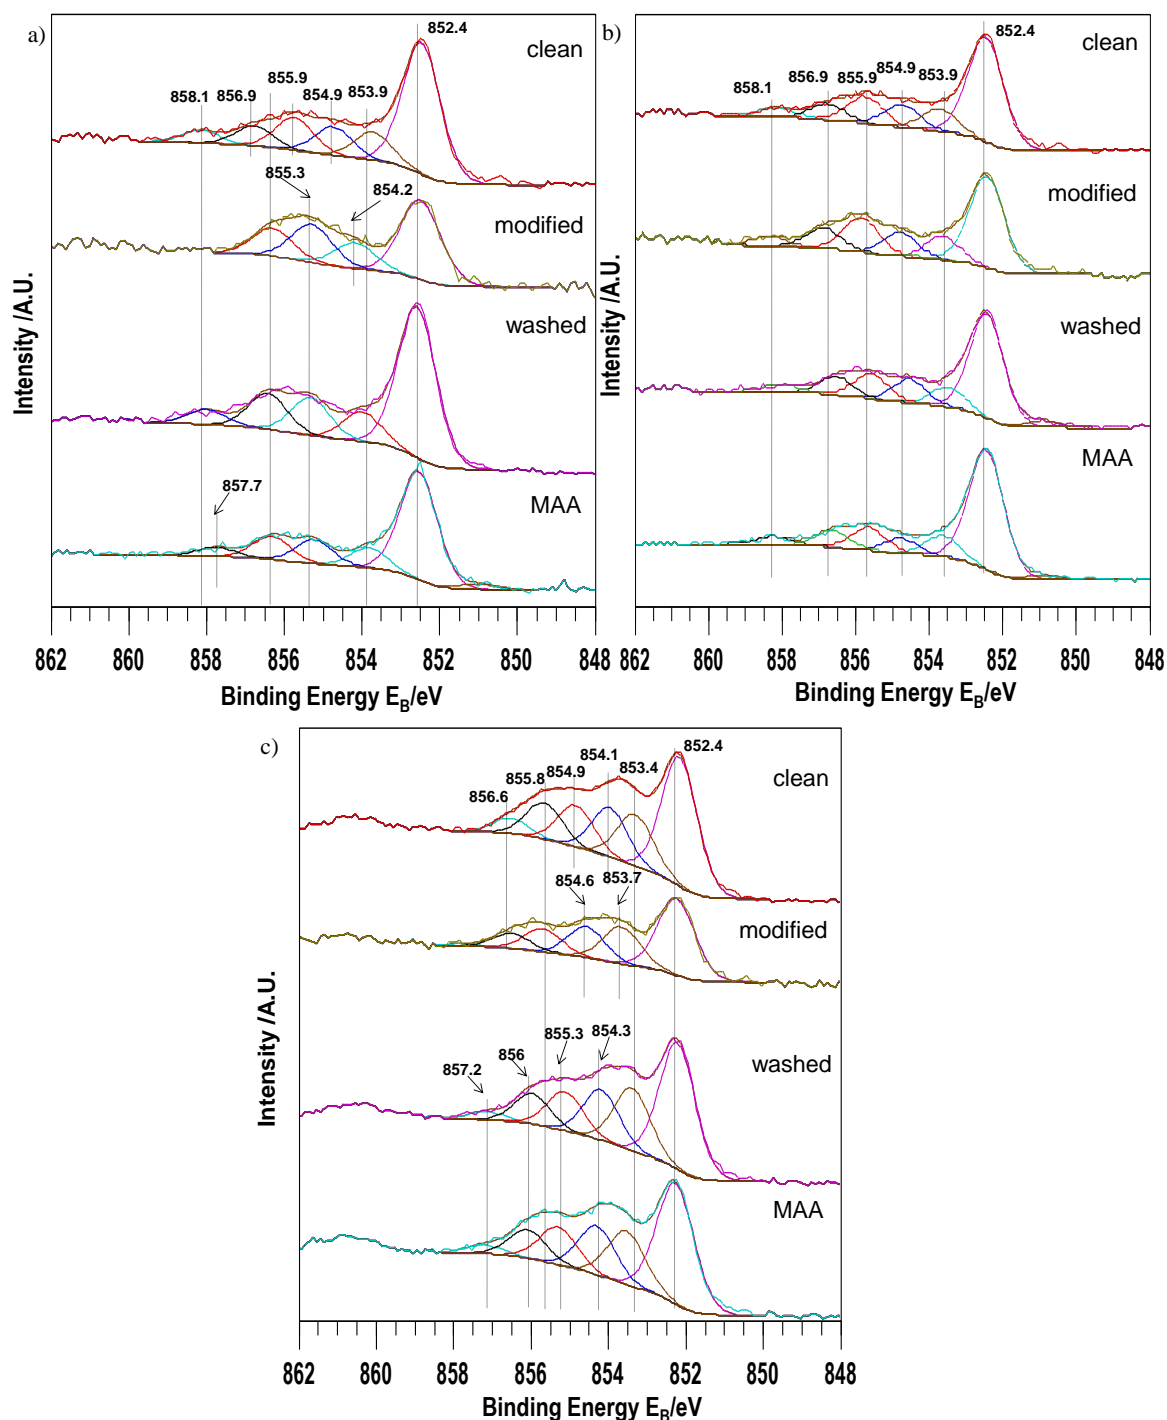 a)
852.4
clean
858.1 856.9 855.9 854.9 853.9
855.3
854.2
modified
washed
857.7
MAA
Intensity /A.U.
862 860 858 856 854 852 850 848
Binding Energy E_B/eV
b)
852.4
clean
858.1 856.9 855.9 854.9 853.9
modified
washed
MAA
Intensity /A.U.
862 860 858 856 854 852 850 848
Binding Energy E_B/eV
c)
856.6 855.8 854.9 854.1 853.4 852.4
clean
854.6 853.7
modified
857.2 856 855.3 854.3
washed
MAA
Intensity /A.U.
862 860 858 856 854 852 850 848
Binding Energy E_B/eV